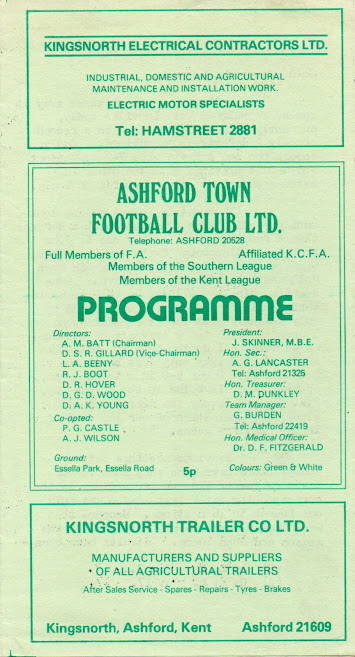 KINGSNORTH ELECTRICAL CONTRACTORS LTD.
INDUSTRIAL, DOMESTIC AND AGRICULTURAL
MAINTENANCE AND INSTALLATION WORK.
ELECTRIC MOTOR SPECIALISTS
Tel: HAMSTREET 2881
ASHFORD TOWN
FOOTBALL CLUB LTD.
Telephone: ASHFORD 20528
Full Members of F.A. Affiliated K.C.F.A.
Members of the Southern League
Members of the Kent League
PROGRAMME
Directors:
A. M. BATT (Chairman)
D. S. R. GILLARD (Vice-Chairman)
L. A. BEENY
R. J. BOOT
D. R. HOVER
D. G. D. WOOD
D. A. K. YOUNG
Co-opted:
P. G. CASTLE
A. J. WILSON
Ground:
Essella Park, Essella Road
5p
President:
J. SKINNER, M.B.E.
Hon. Sec.:
A. G. LANCASTER
Tel: Ashford 21325
Hon. Treasurer:
D. M. DUNKLEY
Team Manager:
G. BURDEN
Tel: Ashford 22419
Hon. Medical Officer:
Dr. D. F. FITZGERALD
Colours: Green & White
KINGSNORTH TRAILER CO LTD.
MANUFACTURERS AND SUPPLIERS
OF ALL AGRICULTURAL TRAILERS
After Sales Service - Spares - Repairs - Tyres - Brakes
Kingsnorth, Ashford, Kent Ashford 21609